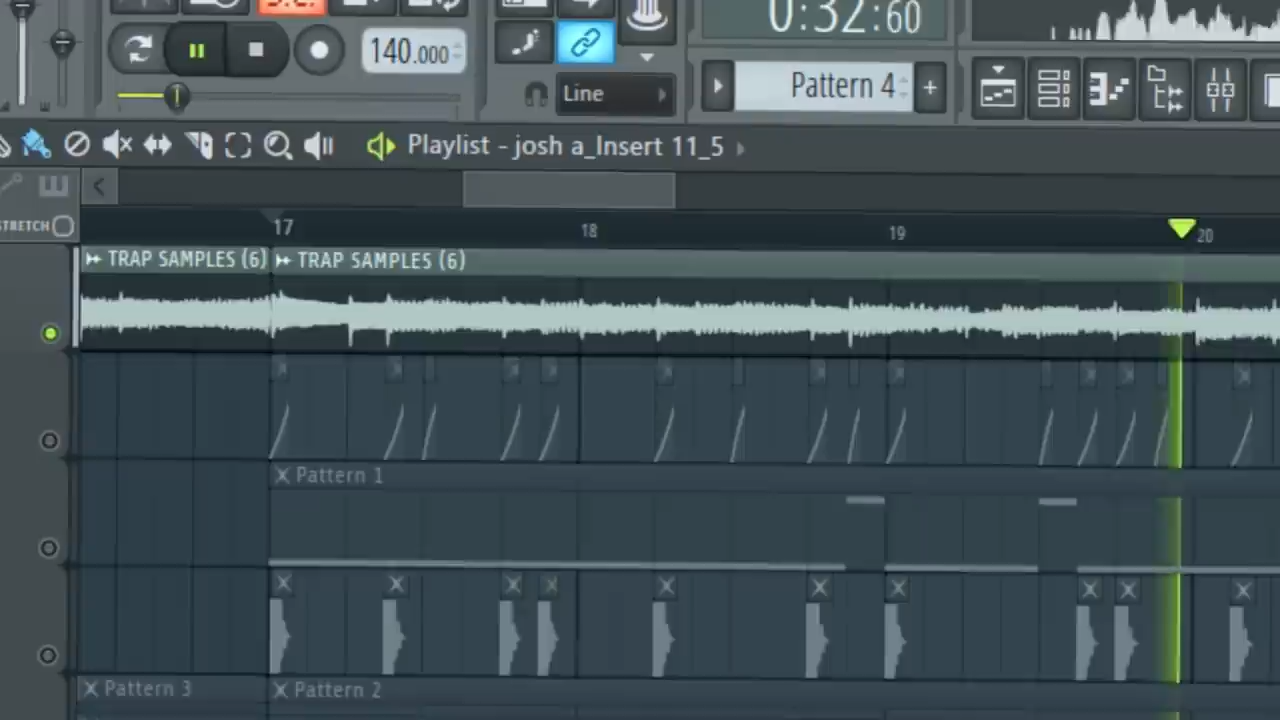 0:32:60
140.000
Line
Pattern 4
+
Playlist - josh a_Insert 11_5
STRETCH
17
18
19
20
TRAP SAMPLES (6)
TRAP SAMPLES (6)
Pattern 1
Pattern 3
Pattern 2